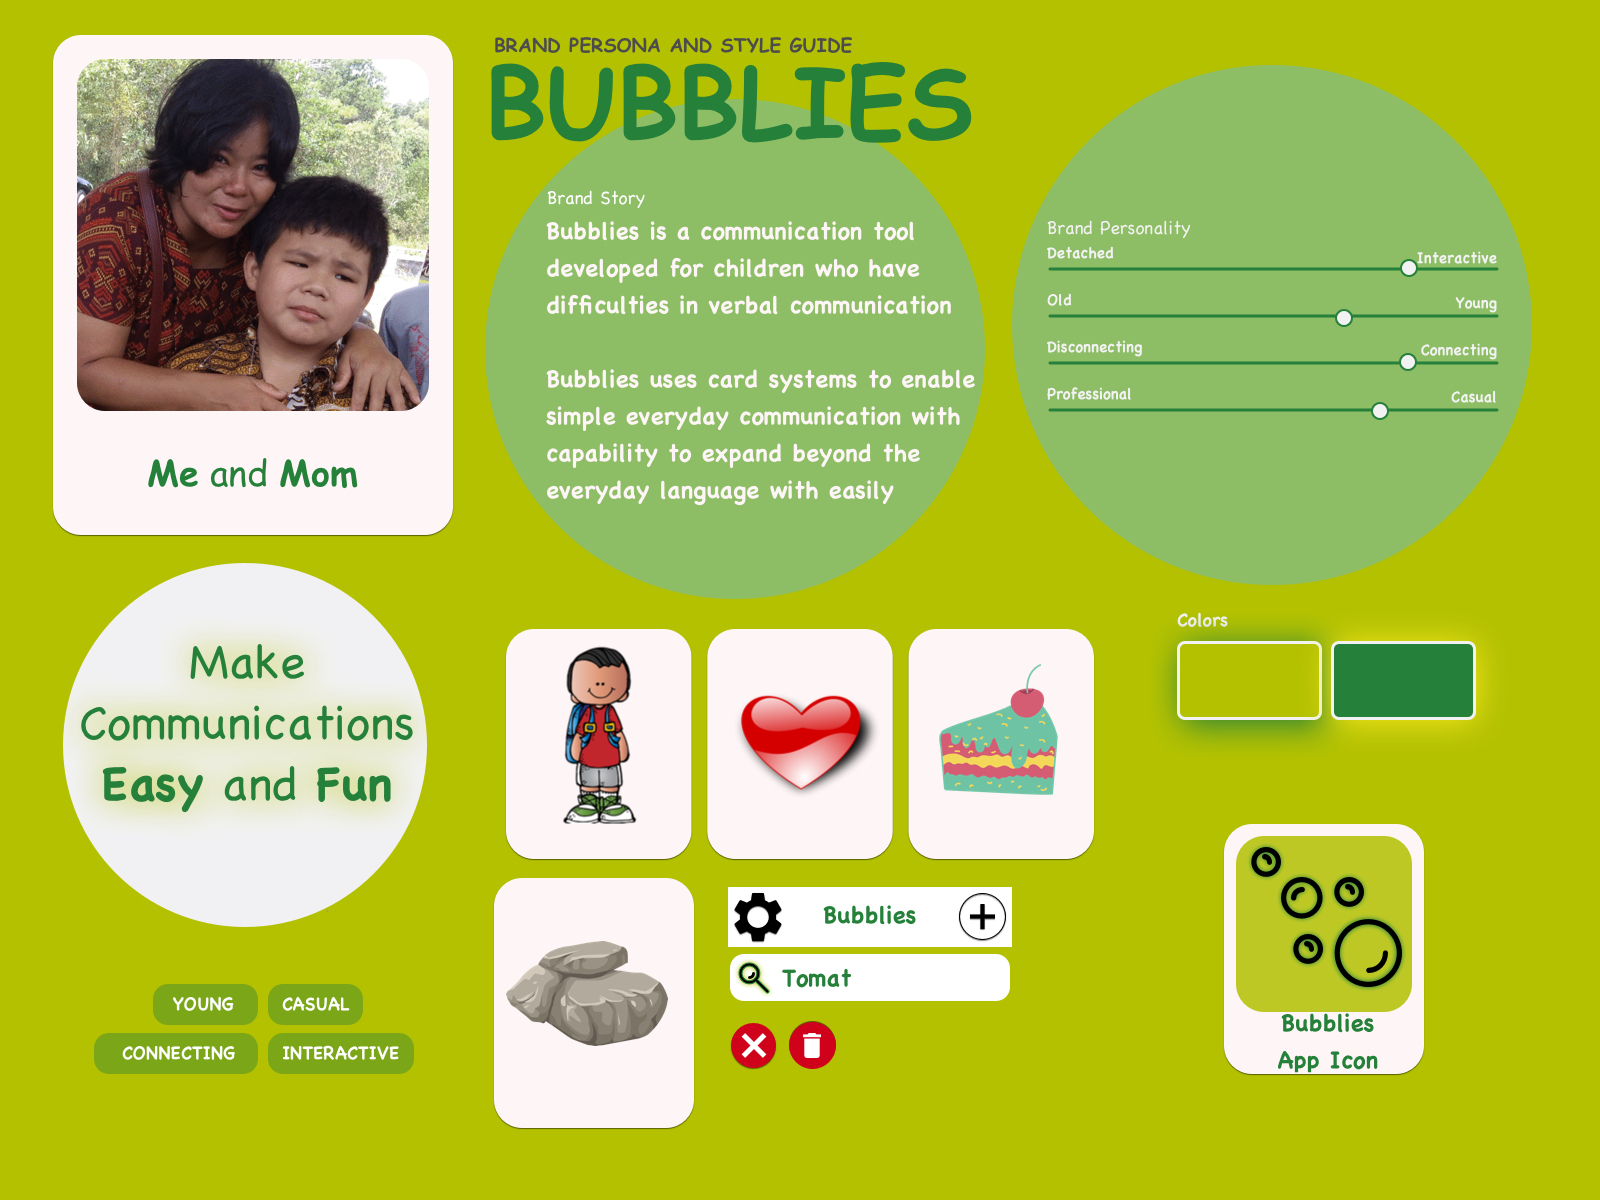 BRAND PERSONA AND STYLE GUIDE
BUBBLIES
Me and Mom
Brand Story
Bubblies is a communication tool
developed for children who have
difficulties in verbal communication
Bubblies uses card systems to enable
simple everyday communication with
capability to expand beyond the
everyday language with easily
Brand Personality
Detached
Interactive
Old
Young
Disconnecting
Connecting
Professional
Casual
Make
Communications
Easy and Fun
YOUNG
CASUAL
CONNECTING
INTERACTIVE
Colors
Bubblies
Tomat
Bubblies
App Icon